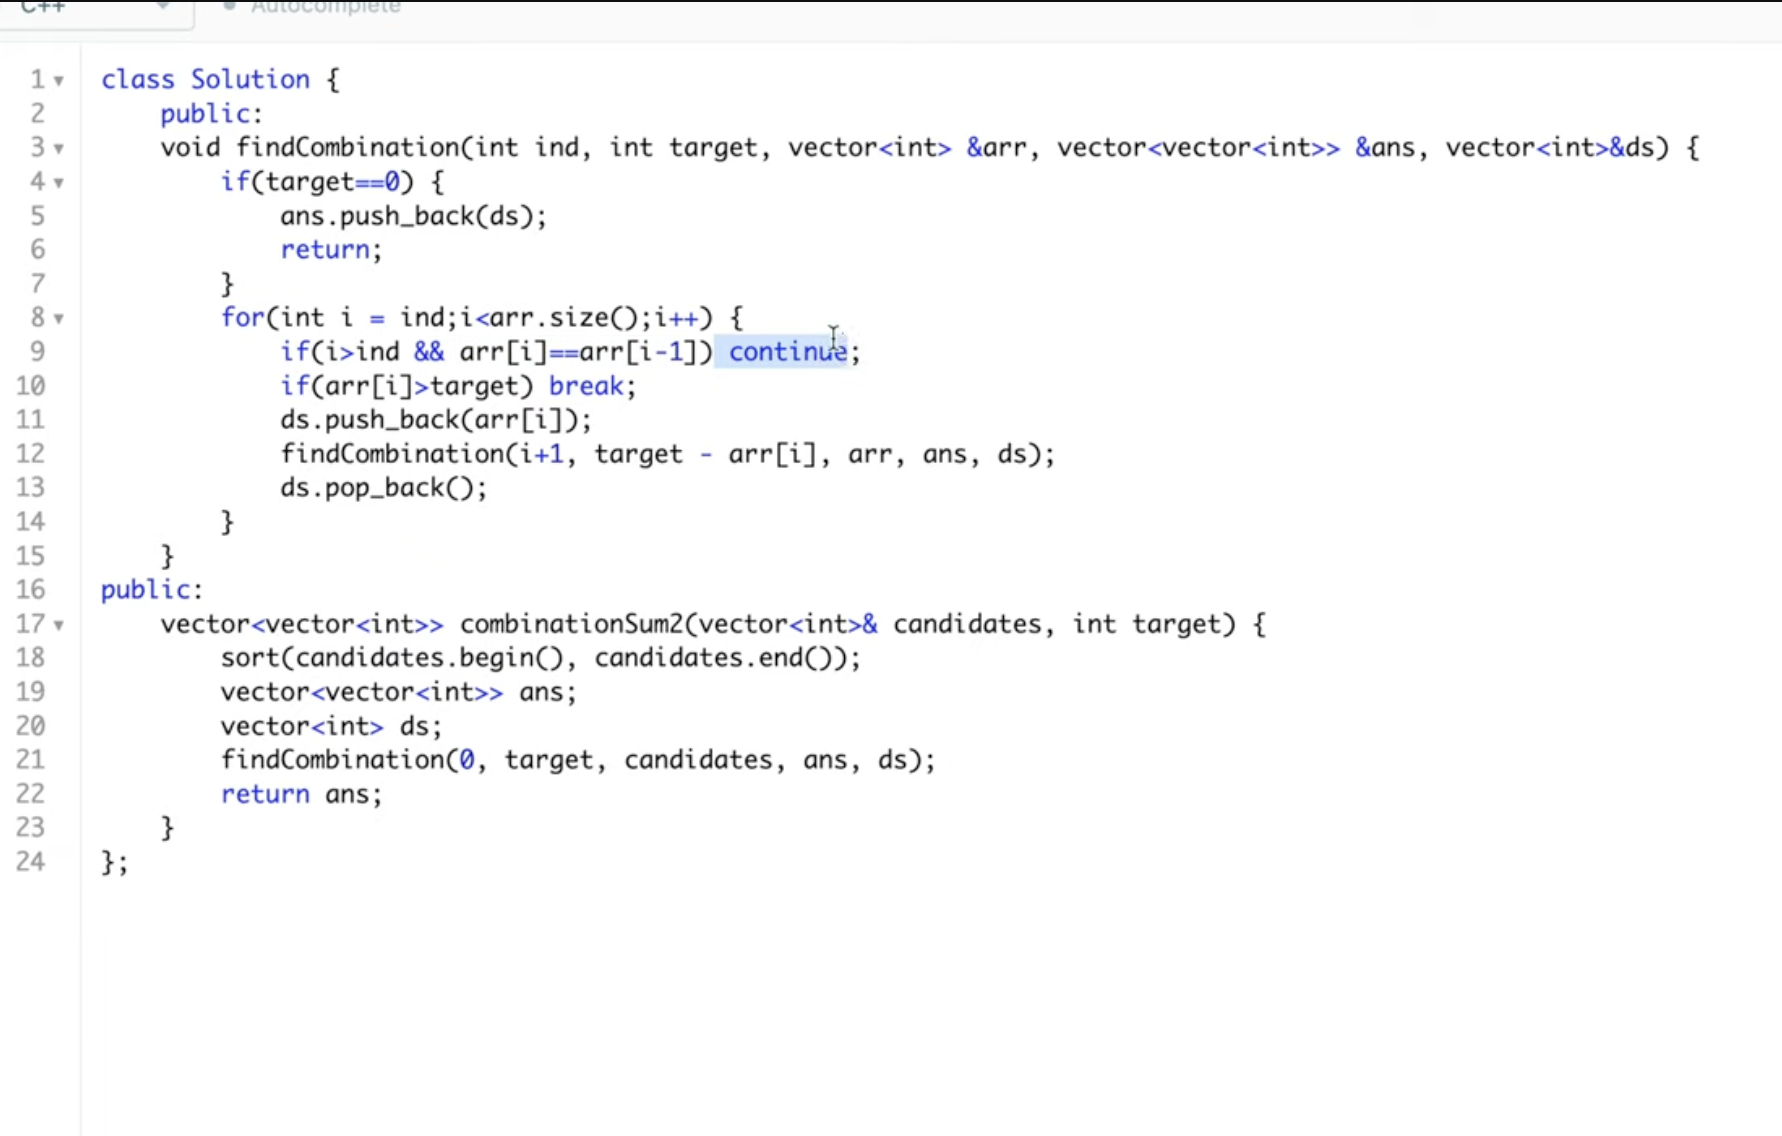 C++ Autocomplete
1 class Solution {
2     public:
3     void findCombination(int ind, int target, vector<int> &arr, vector<vector<int>> &ans, vector<int>&ds) {
4         if(target==0) {
5             ans.push_back(ds);
6             return;
7         }
8         for(int i = ind;i<arr.size();i++) {
9             if(i>ind && arr[i]==arr[i-1]) continue;
10             if(arr[i]>target) break;
11             ds.push_back(arr[i]);
12             findCombination(i+1, target - arr[i], arr, ans, ds);
13             ds.pop_back();
14         }
15     }
16 public:
17     vector<vector<int>> combinationSum2(vector<int>& candidates, int target) {
18         sort(candidates.begin(), candidates.end());
19         vector<vector<int>> ans;
20         vector<int> ds;
21         findCombination(0, target, candidates, ans, ds);
22         return ans;
23     }
24 };